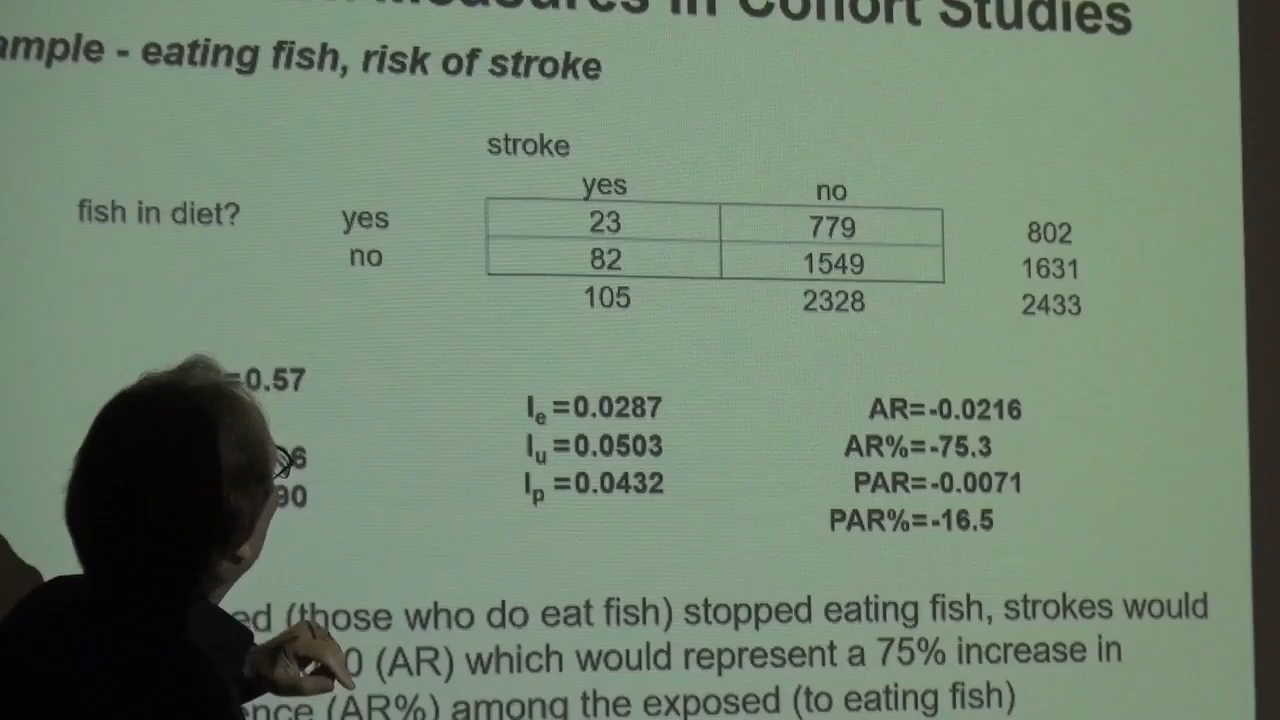 Measures in Cohort Studies
ample - eating fish, risk of stroke
stroke
yes no
fish in diet? yes 23 779 802
no 82 1549 1631
105 2328 2433
=0.57
Ie =0.0287 AR=-0.0216
6 Iu =0.0503 AR%=-75.3
90 Ip =0.0432 PAR=-0.0071
PAR%=-16.5
ed (those who do eat fish) stopped eating fish, strokes would
0 (AR) which would represent a 75% increase in
ence (AR%) among the exposed (to eating fish)